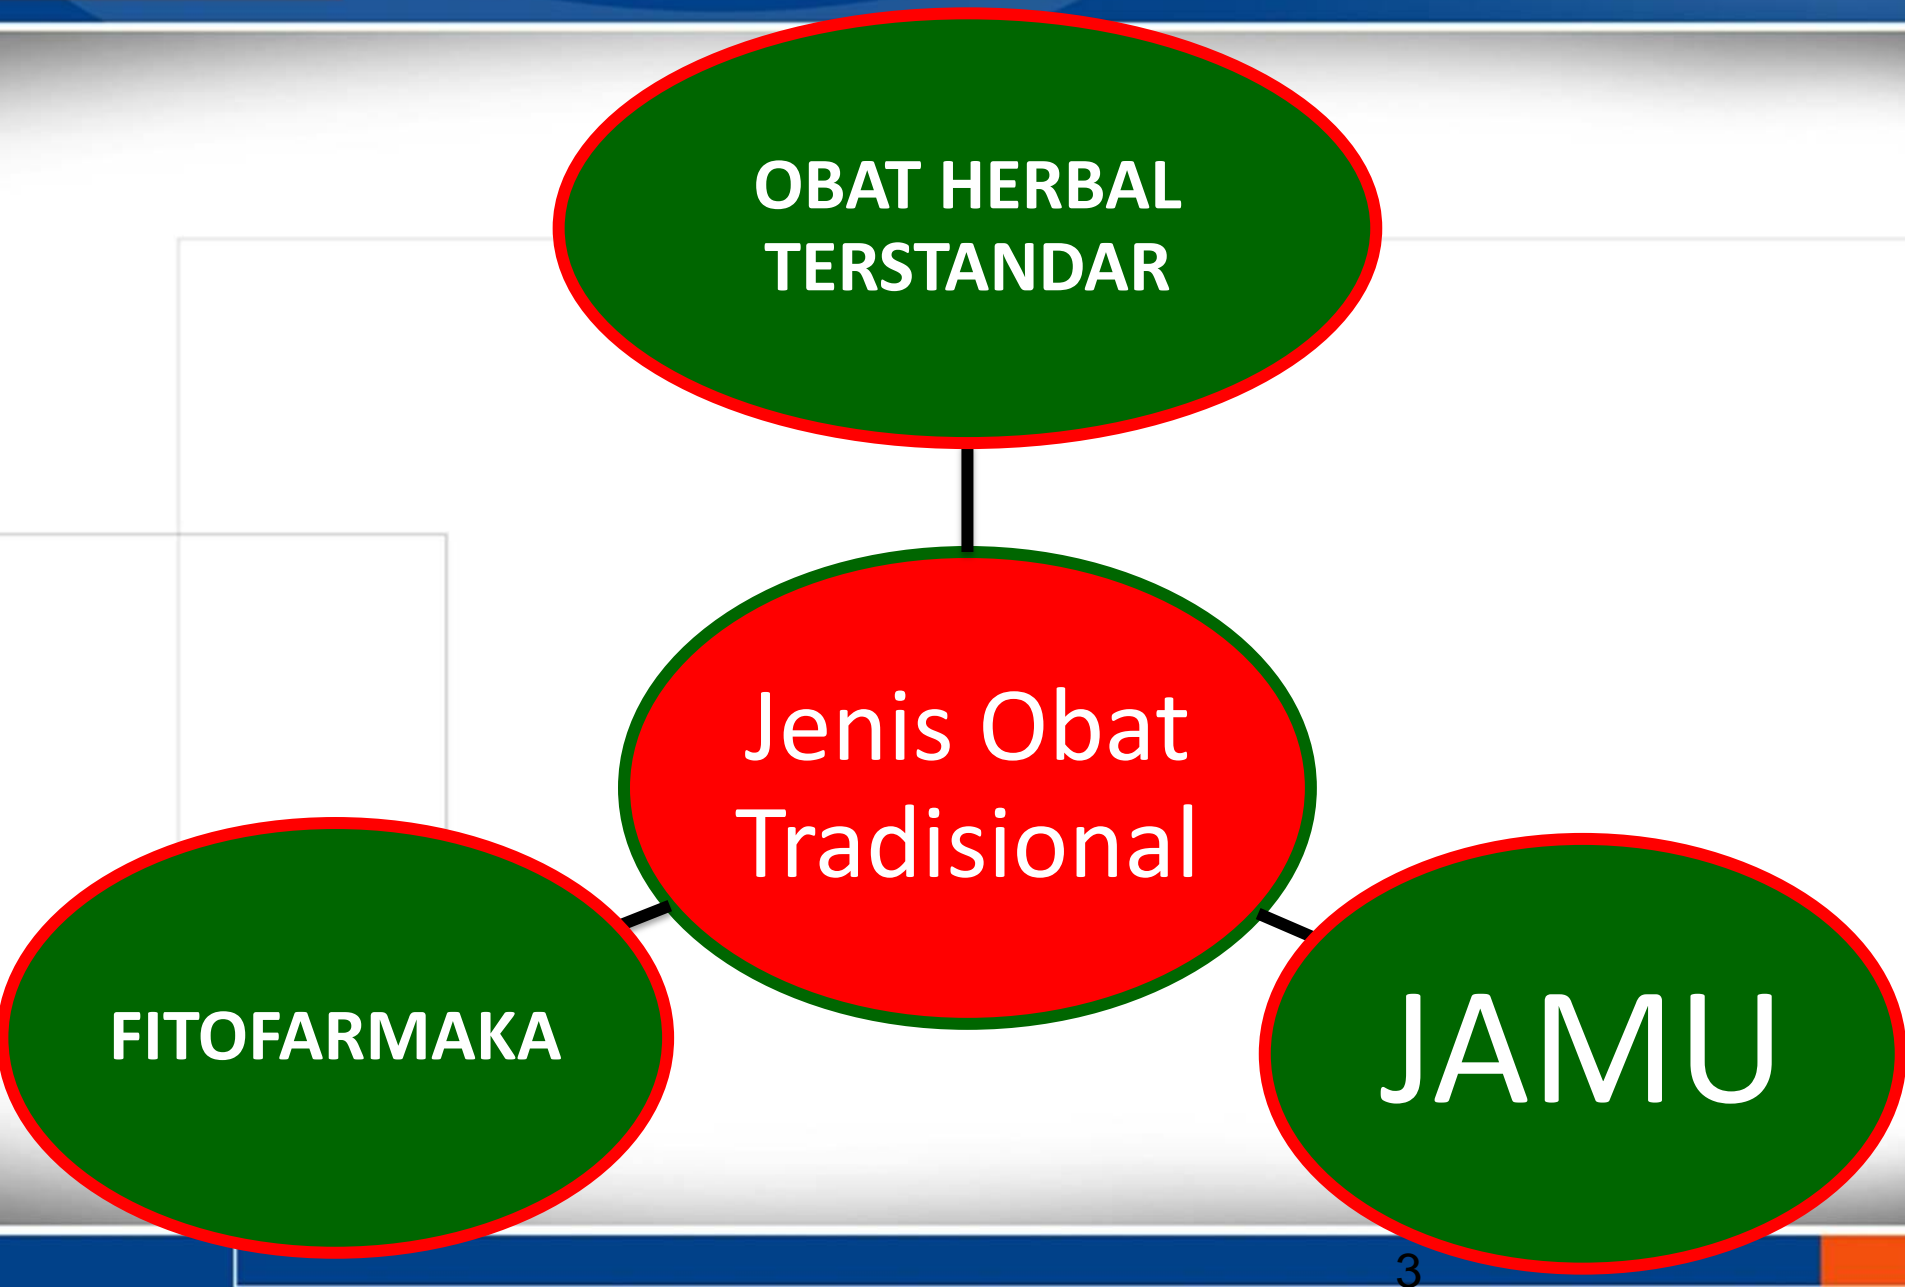 OBAT HERBAL
TERSTANDAR
Jenis Obat
Tradisional
FITOFARMAKA
JAMU
3